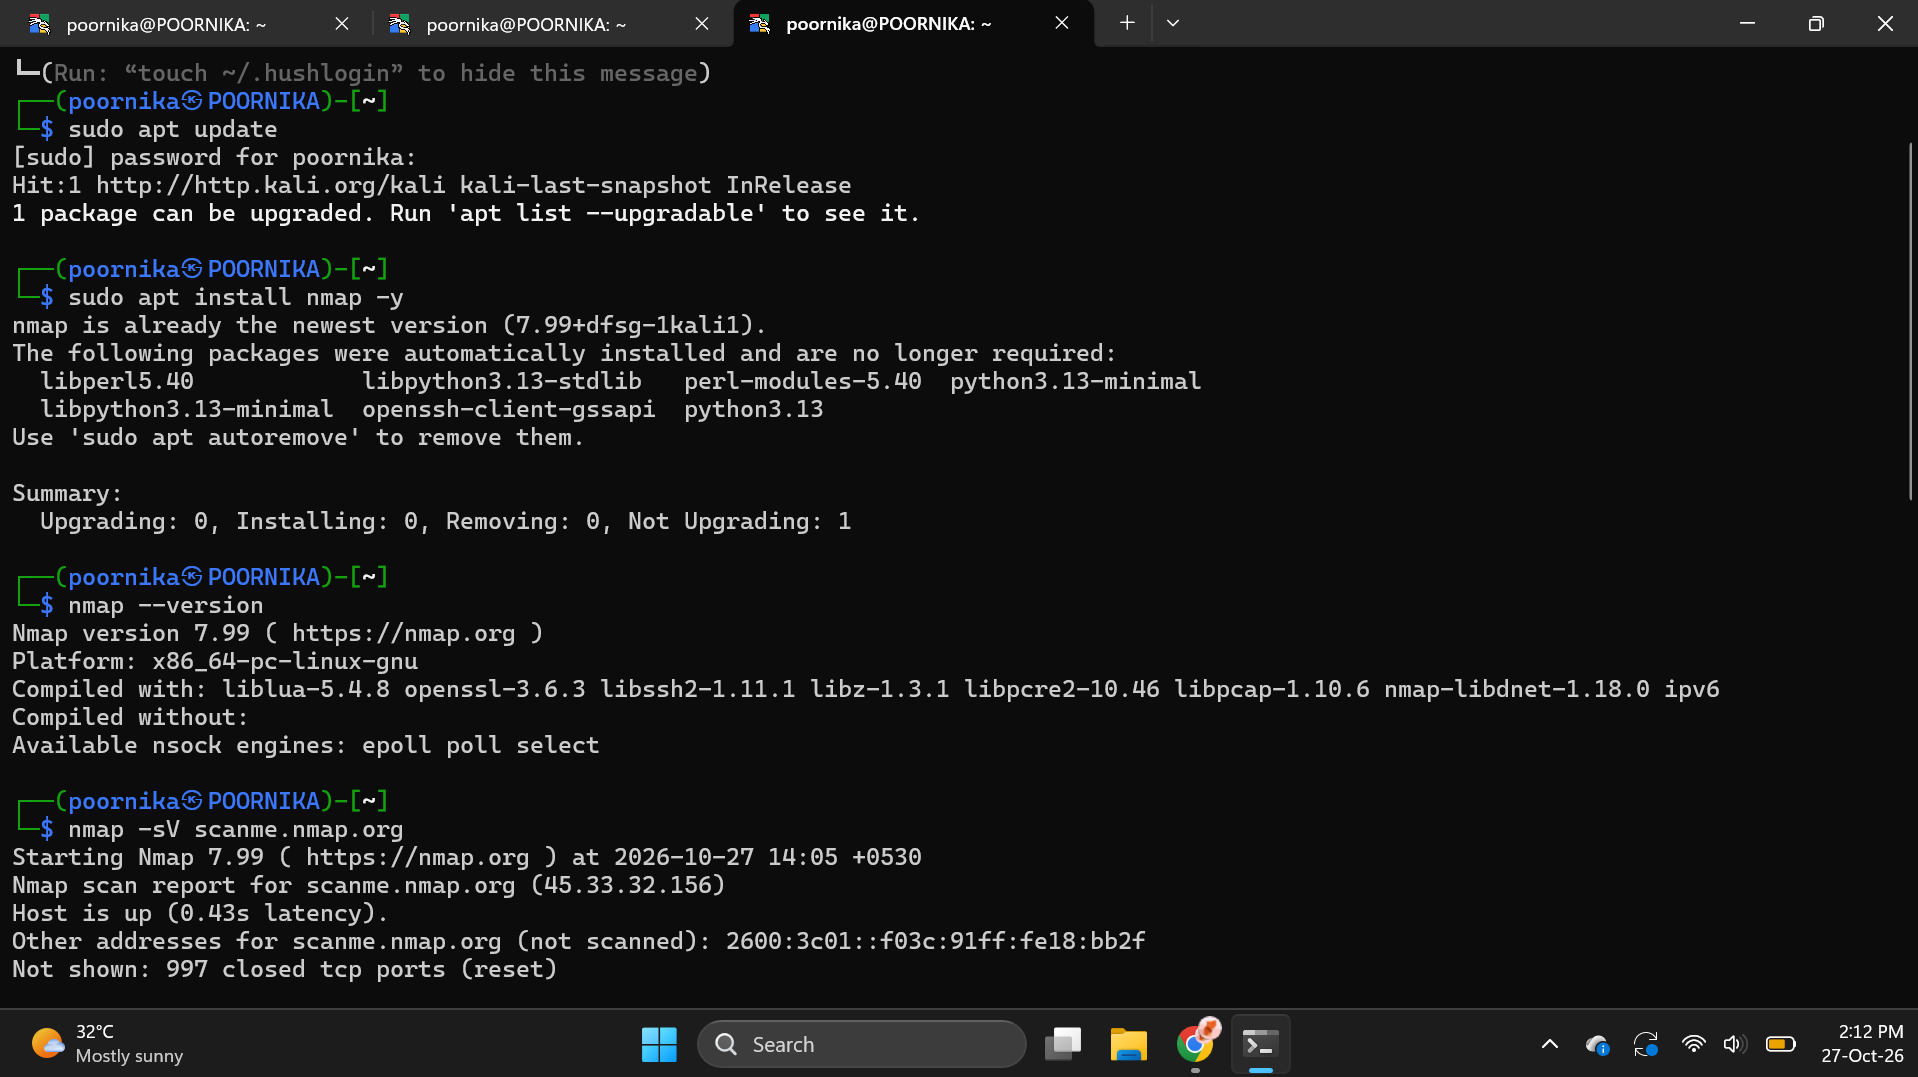 poornika@POORNIKA: ~
poornika@POORNIKA: ~
poornika@POORNIKA: ~
└─(Run: “touch ~/.hushlogin” to hide this message)
┌──(poornika㉿POORNIKA)-[~]
└─$ sudo apt update
[sudo] password for poornika:
Hit:1 http://http.kali.org/kali kali-last-snapshot InRelease
1 package can be upgraded. Run 'apt list --upgradable' to see it.
┌──(poornika㉿POORNIKA)-[~]
└─$ sudo apt install nmap -y
nmap is already the newest version (7.99+dfsg-1kali1).
The following packages were automatically installed and are no longer required:
  libperl5.40            libpython3.13-stdlib   perl-modules-5.40  python3.13-minimal
  libpython3.13-minimal  openssh-client-gssapi  python3.13
Use 'sudo apt autoremove' to remove them.
Summary:
  Upgrading: 0, Installing: 0, Removing: 0, Not Upgrading: 1
┌──(poornika㉿POORNIKA)-[~]
└─$ nmap --version
Nmap version 7.99 ( https://nmap.org )
Platform: x86_64-pc-linux-gnu
Compiled with: liblua-5.4.8 openssl-3.6.3 libssh2-1.11.1 libz-1.3.1 libpcre2-10.46 libpcap-1.10.6 nmap-libdnet-1.18.0 ipv6
Compiled without:
Available nsock engines: epoll poll select
┌──(poornika㉿POORNIKA)-[~]
└─$ nmap -sV scanme.nmap.org
Starting Nmap 7.99 ( https://nmap.org ) at 2026-10-27 14:05 +0530
Nmap scan report for scanme.nmap.org (45.33.32.156)
Host is up (0.43s latency).
Other addresses for scanme.nmap.org (not scanned): 2600:3c01::f03c:91ff:fe18:bb2f
Not shown: 997 closed tcp ports (reset)
32°C
Mostly sunny
Search
2:12 PM
27-Oct-26